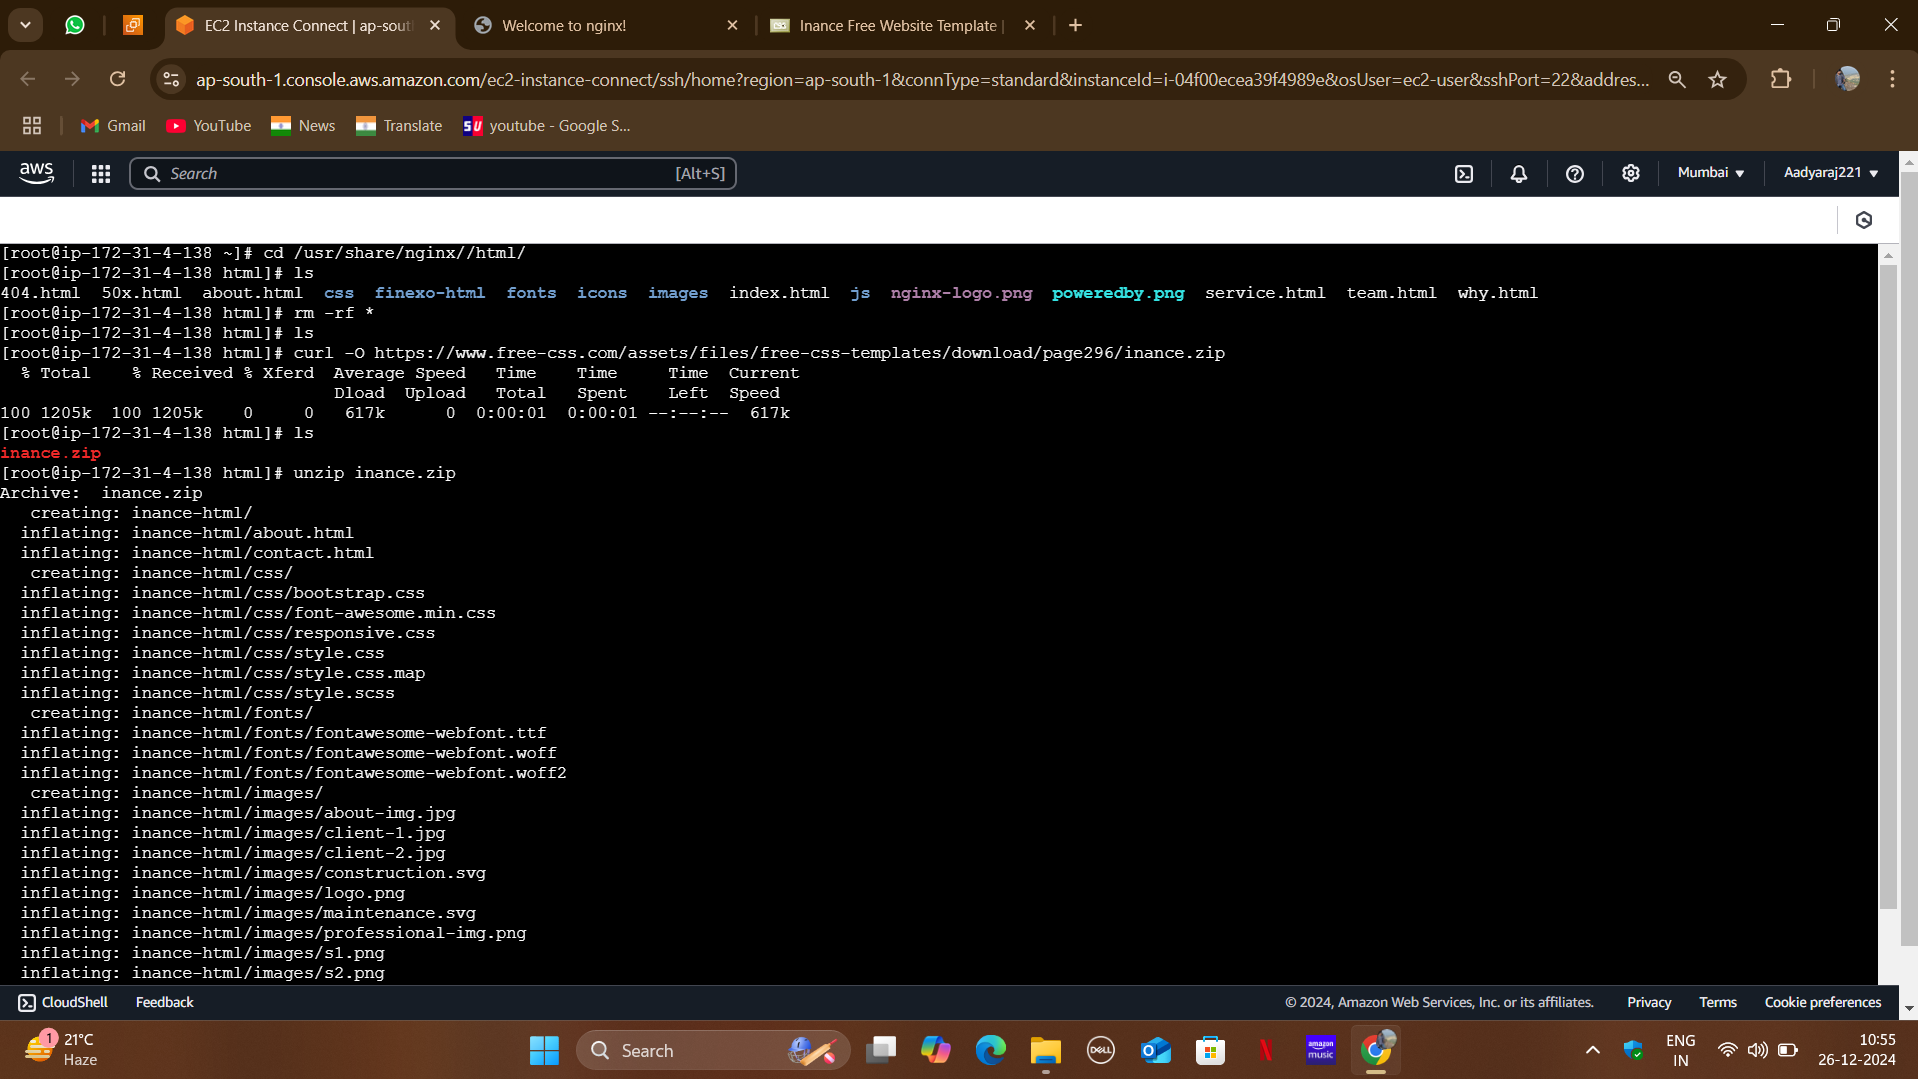 EC2 Instance Connect | ap-sout
Welcome to nginx!
Inance Free Website Template |
ap-south-1.console.aws.amazon.com/ec2-instance-connect/ssh/home?region=ap-south-1&connType=standard&instanceId=i-04f00ecea39f4989e&osUser=ec2-user&sshPort=22&addres...
Gmail
YouTube
News
Translate
SU
youtube - Google S...
aws
Search
[Alt+S]
Mumbai
Aadyaraj221
[root@ip-172-31-4-138 ~]# cd /usr/share/nginx//html/
[root@ip-172-31-4-138 html]# ls
404.html 50x.html about.html css finexo-html fonts icons images index.html js nginx-logo.png poweredby.png service.html team.html why.html
[root@ip-172-31-4-138 html]# rm -rf *
[root@ip-172-31-4-138 html]# ls
[root@ip-172-31-4-138 html]# curl -O https://www.free-css.com/assets/files/free-css-templates/download/page296/inance.zip
% Total % Received % Xferd Average Speed Time Time Time Current
Dload Upload Total Spent Left Speed
100 1205k 100 1205k 0 0 617k 0 0:00:01 0:00:01 --:--:-- 617k
[root@ip-172-31-4-138 html]# ls
inance.zip
[root@ip-172-31-4-138 html]# unzip inance.zip
Archive: inance.zip
creating: inance-html/
inflating: inance-html/about.html
inflating: inance-html/contact.html
creating: inance-html/css/
inflating: inance-html/css/bootstrap.css
inflating: inance-html/css/font-awesome.min.css
inflating: inance-html/css/responsive.css
inflating: inance-html/css/style.css
inflating: inance-html/css/style.css.map
inflating: inance-html/css/style.scss
creating: inance-html/fonts/
inflating: inance-html/fonts/fontawesome-webfont.ttf
inflating: inance-html/fonts/fontawesome-webfont.woff
inflating: inance-html/fonts/fontawesome-webfont.woff2
creating: inance-html/images/
inflating: inance-html/images/about-img.jpg
inflating: inance-html/images/client-1.jpg
inflating: inance-html/images/client-2.jpg
inflating: inance-html/images/construction.svg
inflating: inance-html/images/logo.png
inflating: inance-html/images/maintenance.svg
inflating: inance-html/images/professional-img.png
inflating: inance-html/images/s1.png
inflating: inance-html/images/s2.png
CloudShell
Feedback
© 2024, Amazon Web Services, Inc. or its affiliates.
Privacy
Terms
Cookie preferences
1
21°C
Haze
Search
DELL
amazon music
ENG
IN
10:55
26-12-2024